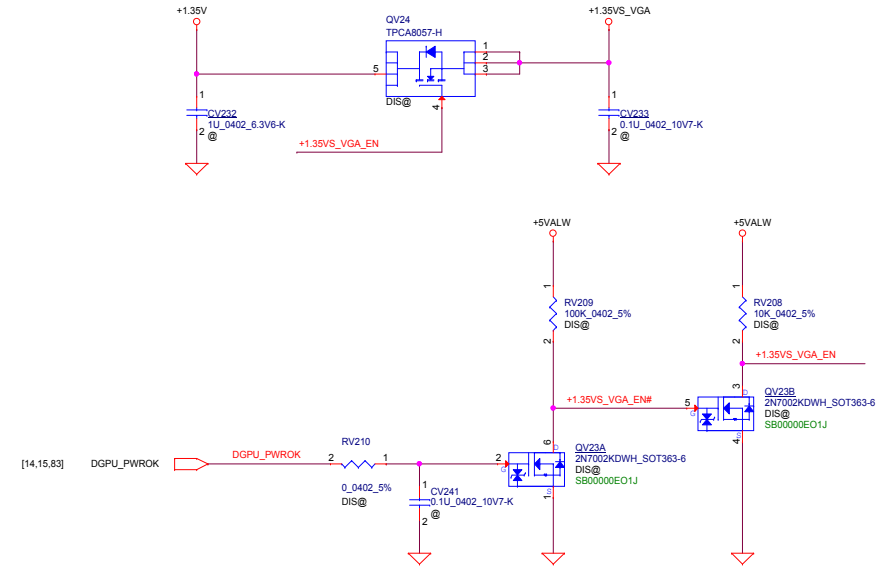 +1.35V
+1.35VS_VGA
QV24
TPCA8057-H
1
2
3
5
4
DIS@
1
CV232
1U_0402_6.3V6-K
2
@
+1.35VS_VGA_EN
1
CV233
0.1U_0402_10V7-K
2
@
+5VALW
+5VALW
1
RV209
100K_0402_5%
DIS@
2
1
RV208
10K_0402_5%
DIS@
2
+1.35VS_VGA_EN
+1.35VS_VGA_EN#
5
G
3
D
S
4
QV23B
2N7002KDWH_SOT363-6
DIS@
SB00000EO1J
[14,15,83]
DGPU_PWROK
DGPU_PWROK
RV210
2
1
0_0402_5%
DIS@
1
CV241
0.1U_0402_10V7-K
2
@
2
G
6
D
S
1
QV23A
2N7002KDWH_SOT363-6
DIS@
SB00000EO1J